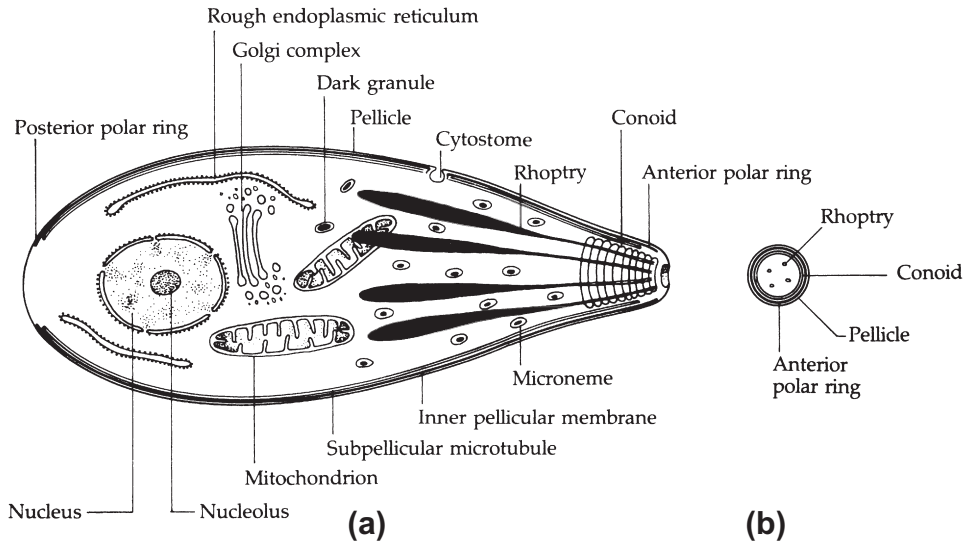 Rough endoplasmic reticulum
Golgi complex
Dark granule
Pellicle
Posterior polar ring
Cytostome
Conoid
Rhoptry
Anterior polar ring
Rhoptry
Conoid
Pellicle
Anterior
polar ring
Microneme
Inner pellicular membrane
Subpellicular microtubule
Mitochondrion
Nucleus
Nucleolus
(a)
(b)